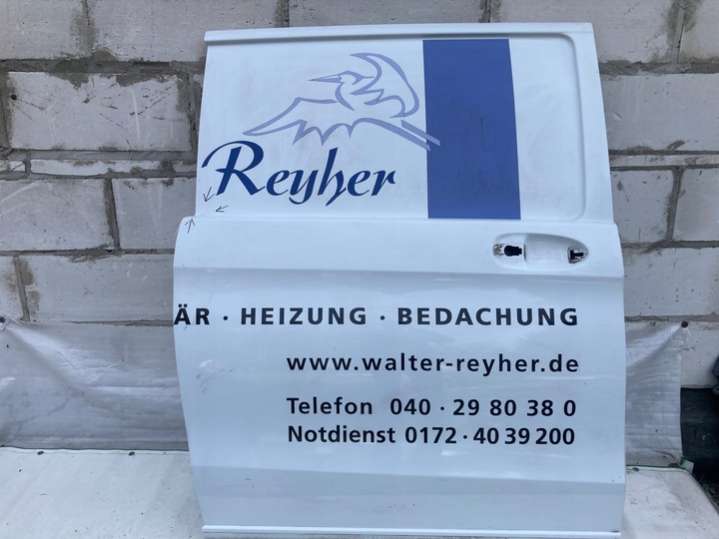 Reyher
ÄR · HEIZUNG · BEDACHUNG
www.walter-reyher.de
Telefon 040 · 29 80 38 0
Notdienst 0172 · 40 39 200